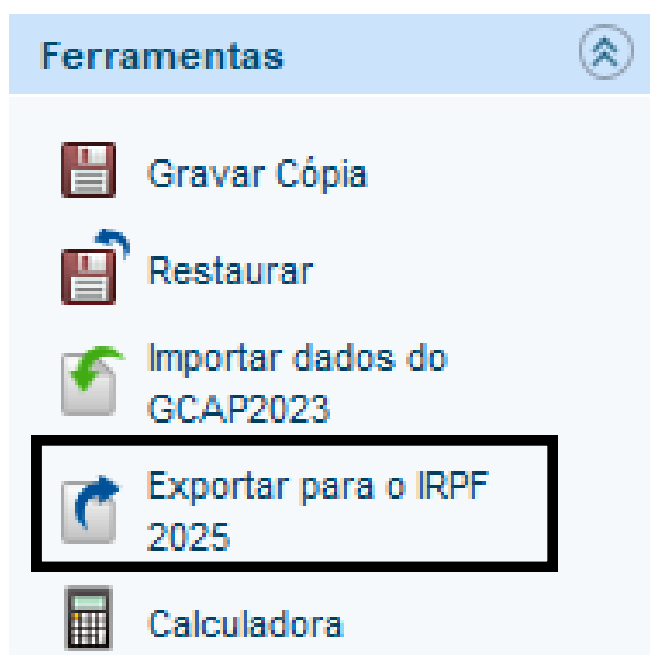 Ferramentas
Gravar Cópia
Restaurar
Importar dados do
GCAP2023
Exportar para o IRPF
2025
Calculadora